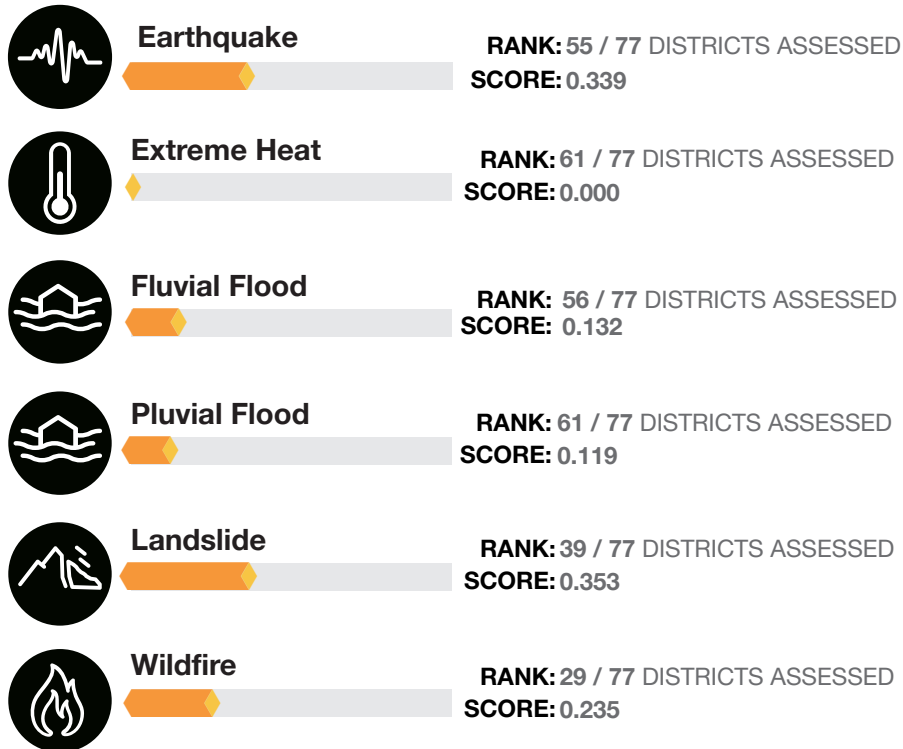 Earthquake
RANK: 55 / 77 DISTRICTS ASSESSED
SCORE: 0.339
Extreme Heat
RANK: 61 / 77 DISTRICTS ASSESSED
SCORE: 0.000
Fluvial Flood
RANK: 56 / 77 DISTRICTS ASSESSED
SCORE: 0.132
Pluvial Flood
RANK: 61 / 77 DISTRICTS ASSESSED
SCORE: 0.119
Landslide
RANK: 39 / 77 DISTRICTS ASSESSED
SCORE: 0.353
Wildfire
RANK: 29 / 77 DISTRICTS ASSESSED
SCORE: 0.235